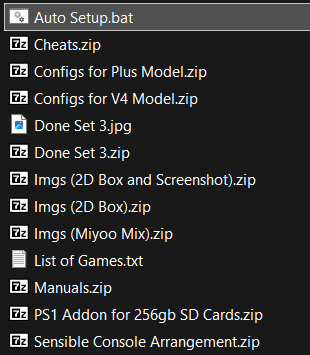 Auto Setup.bat
Cheats.zip
Configs for Plus Model.zip
Configs for V4 Model.zip
Done Set 3.jpg
Done Set 3.zip
Imgs (2D Box and Screenshot).zip
Imgs (2D Box).zip
Imgs (Miyoo Mix).zip
List of Games.txt
Manuals.zip
PS1 Addon for 256gb SD Cards.zip
Sensible Console Arrangement.zip